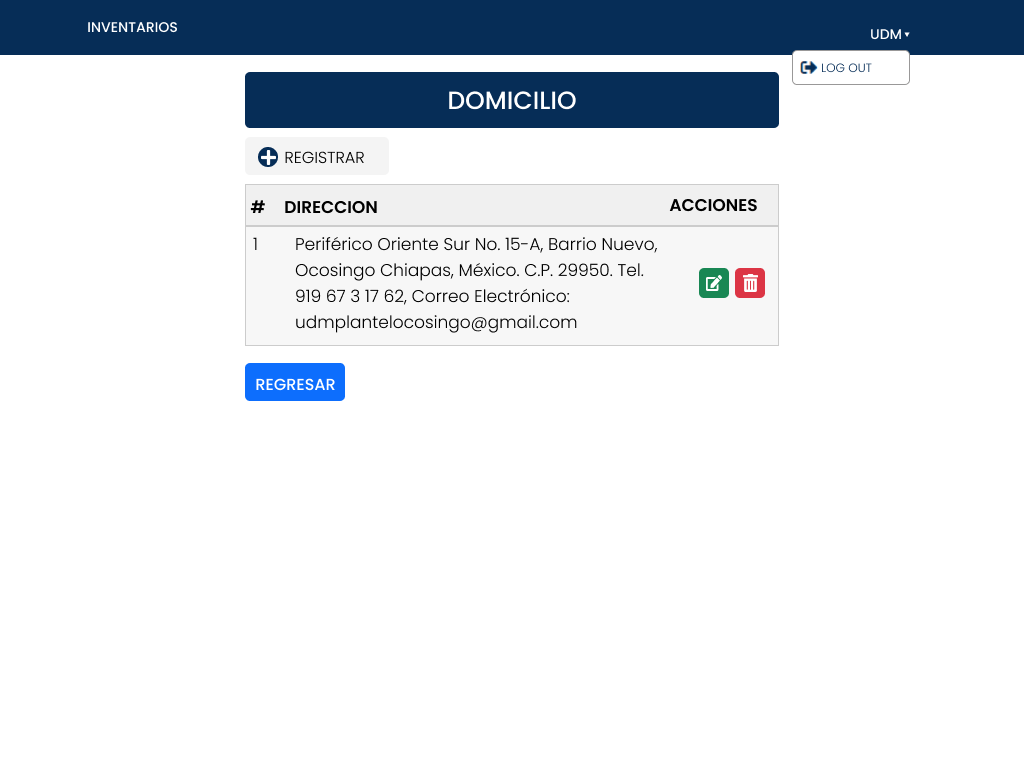 INVENTARIOS
UDM
LOG OUT
DOMICILIO
REGISTRAR
# DIRECCION ACCIONES
1 Periférico Oriente Sur No. 15-A, Barrio Nuevo,
Ocosingo Chiapas, México. C.P. 29950. Tel.
919 67 3 17 62, Correo Electrónico:
udmplantelocosingo@gmail.com
REGRESAR